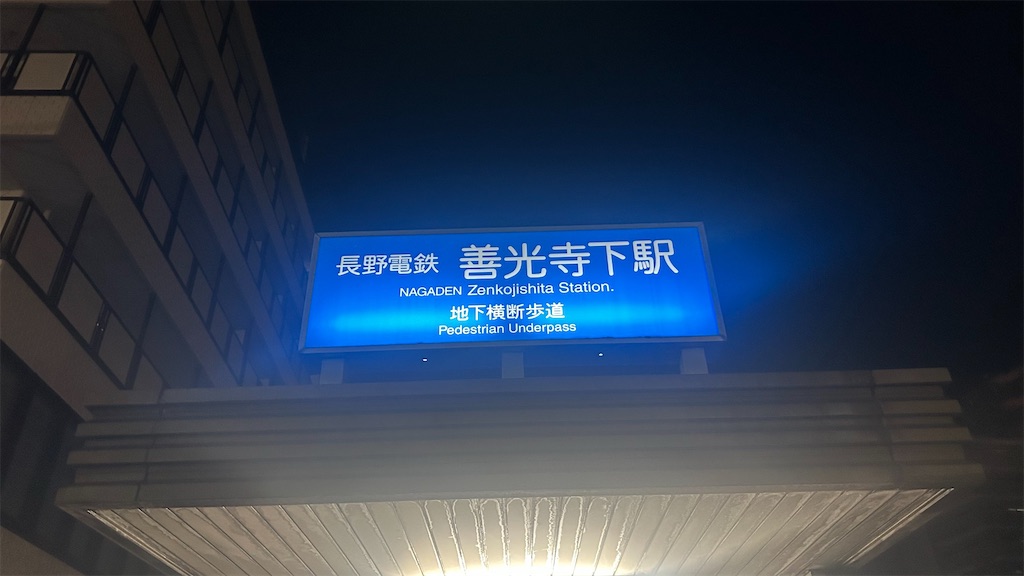 長野電鉄 善光寺下駅
NAGADEN Zenkojishita Station.
地下横断歩道
Pedestrian Underpass